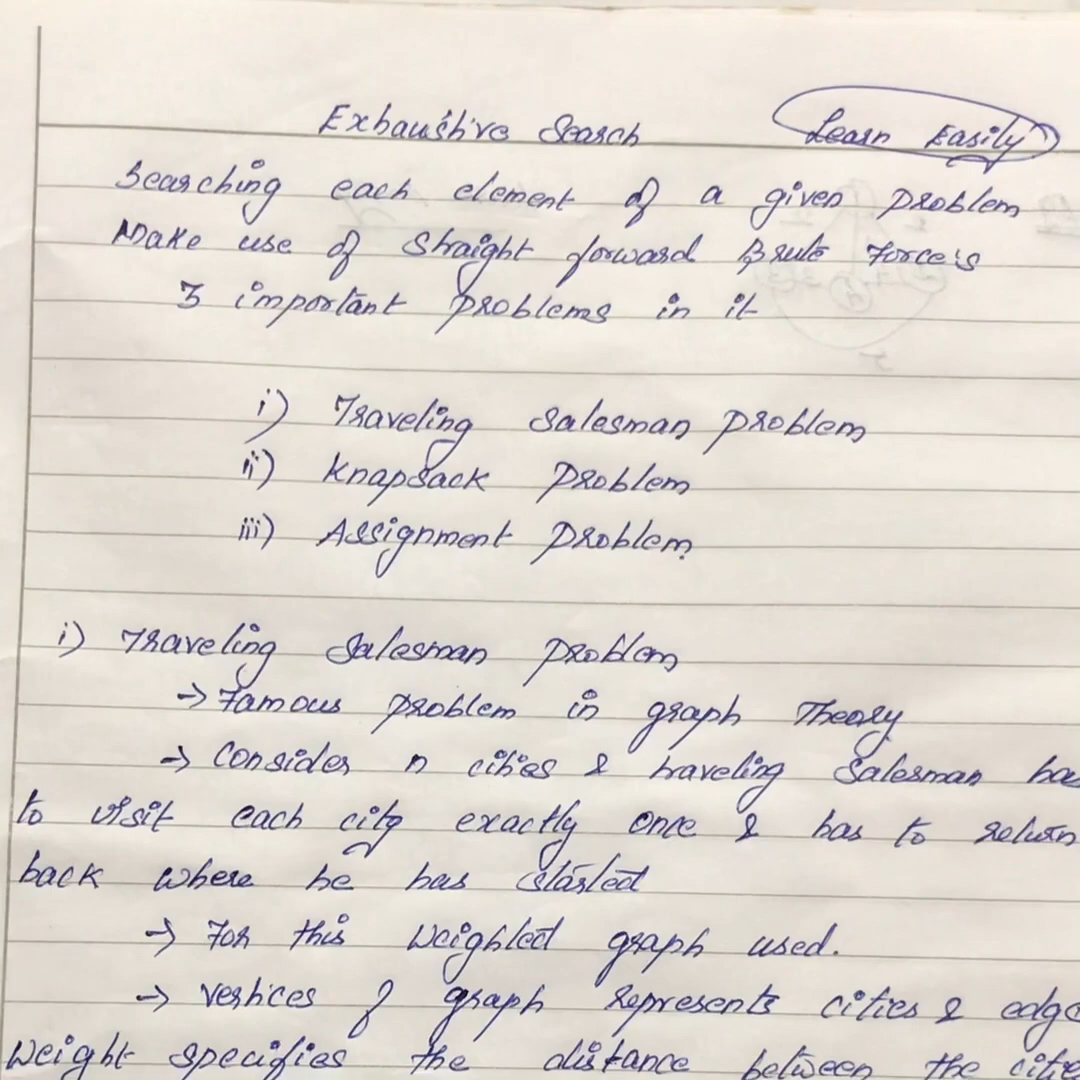 Exhaustive Search Learn Easily
Searching each element of a given problem
Make use of straight forward Brute Force's
3 important problems in it
i) Traveling salesman problem
ii) Knapsack problem
iii) Assignment problem
i) Traveling salesman problem
→ Famous problem in graph Theory
→ Consider n cities & traveling salesman has
to visit each city exactly once & has to return
back where he has started
→ For this weighted graph used.
→ vertices of graph represents cities & edge
weight specifies the distance between the cities